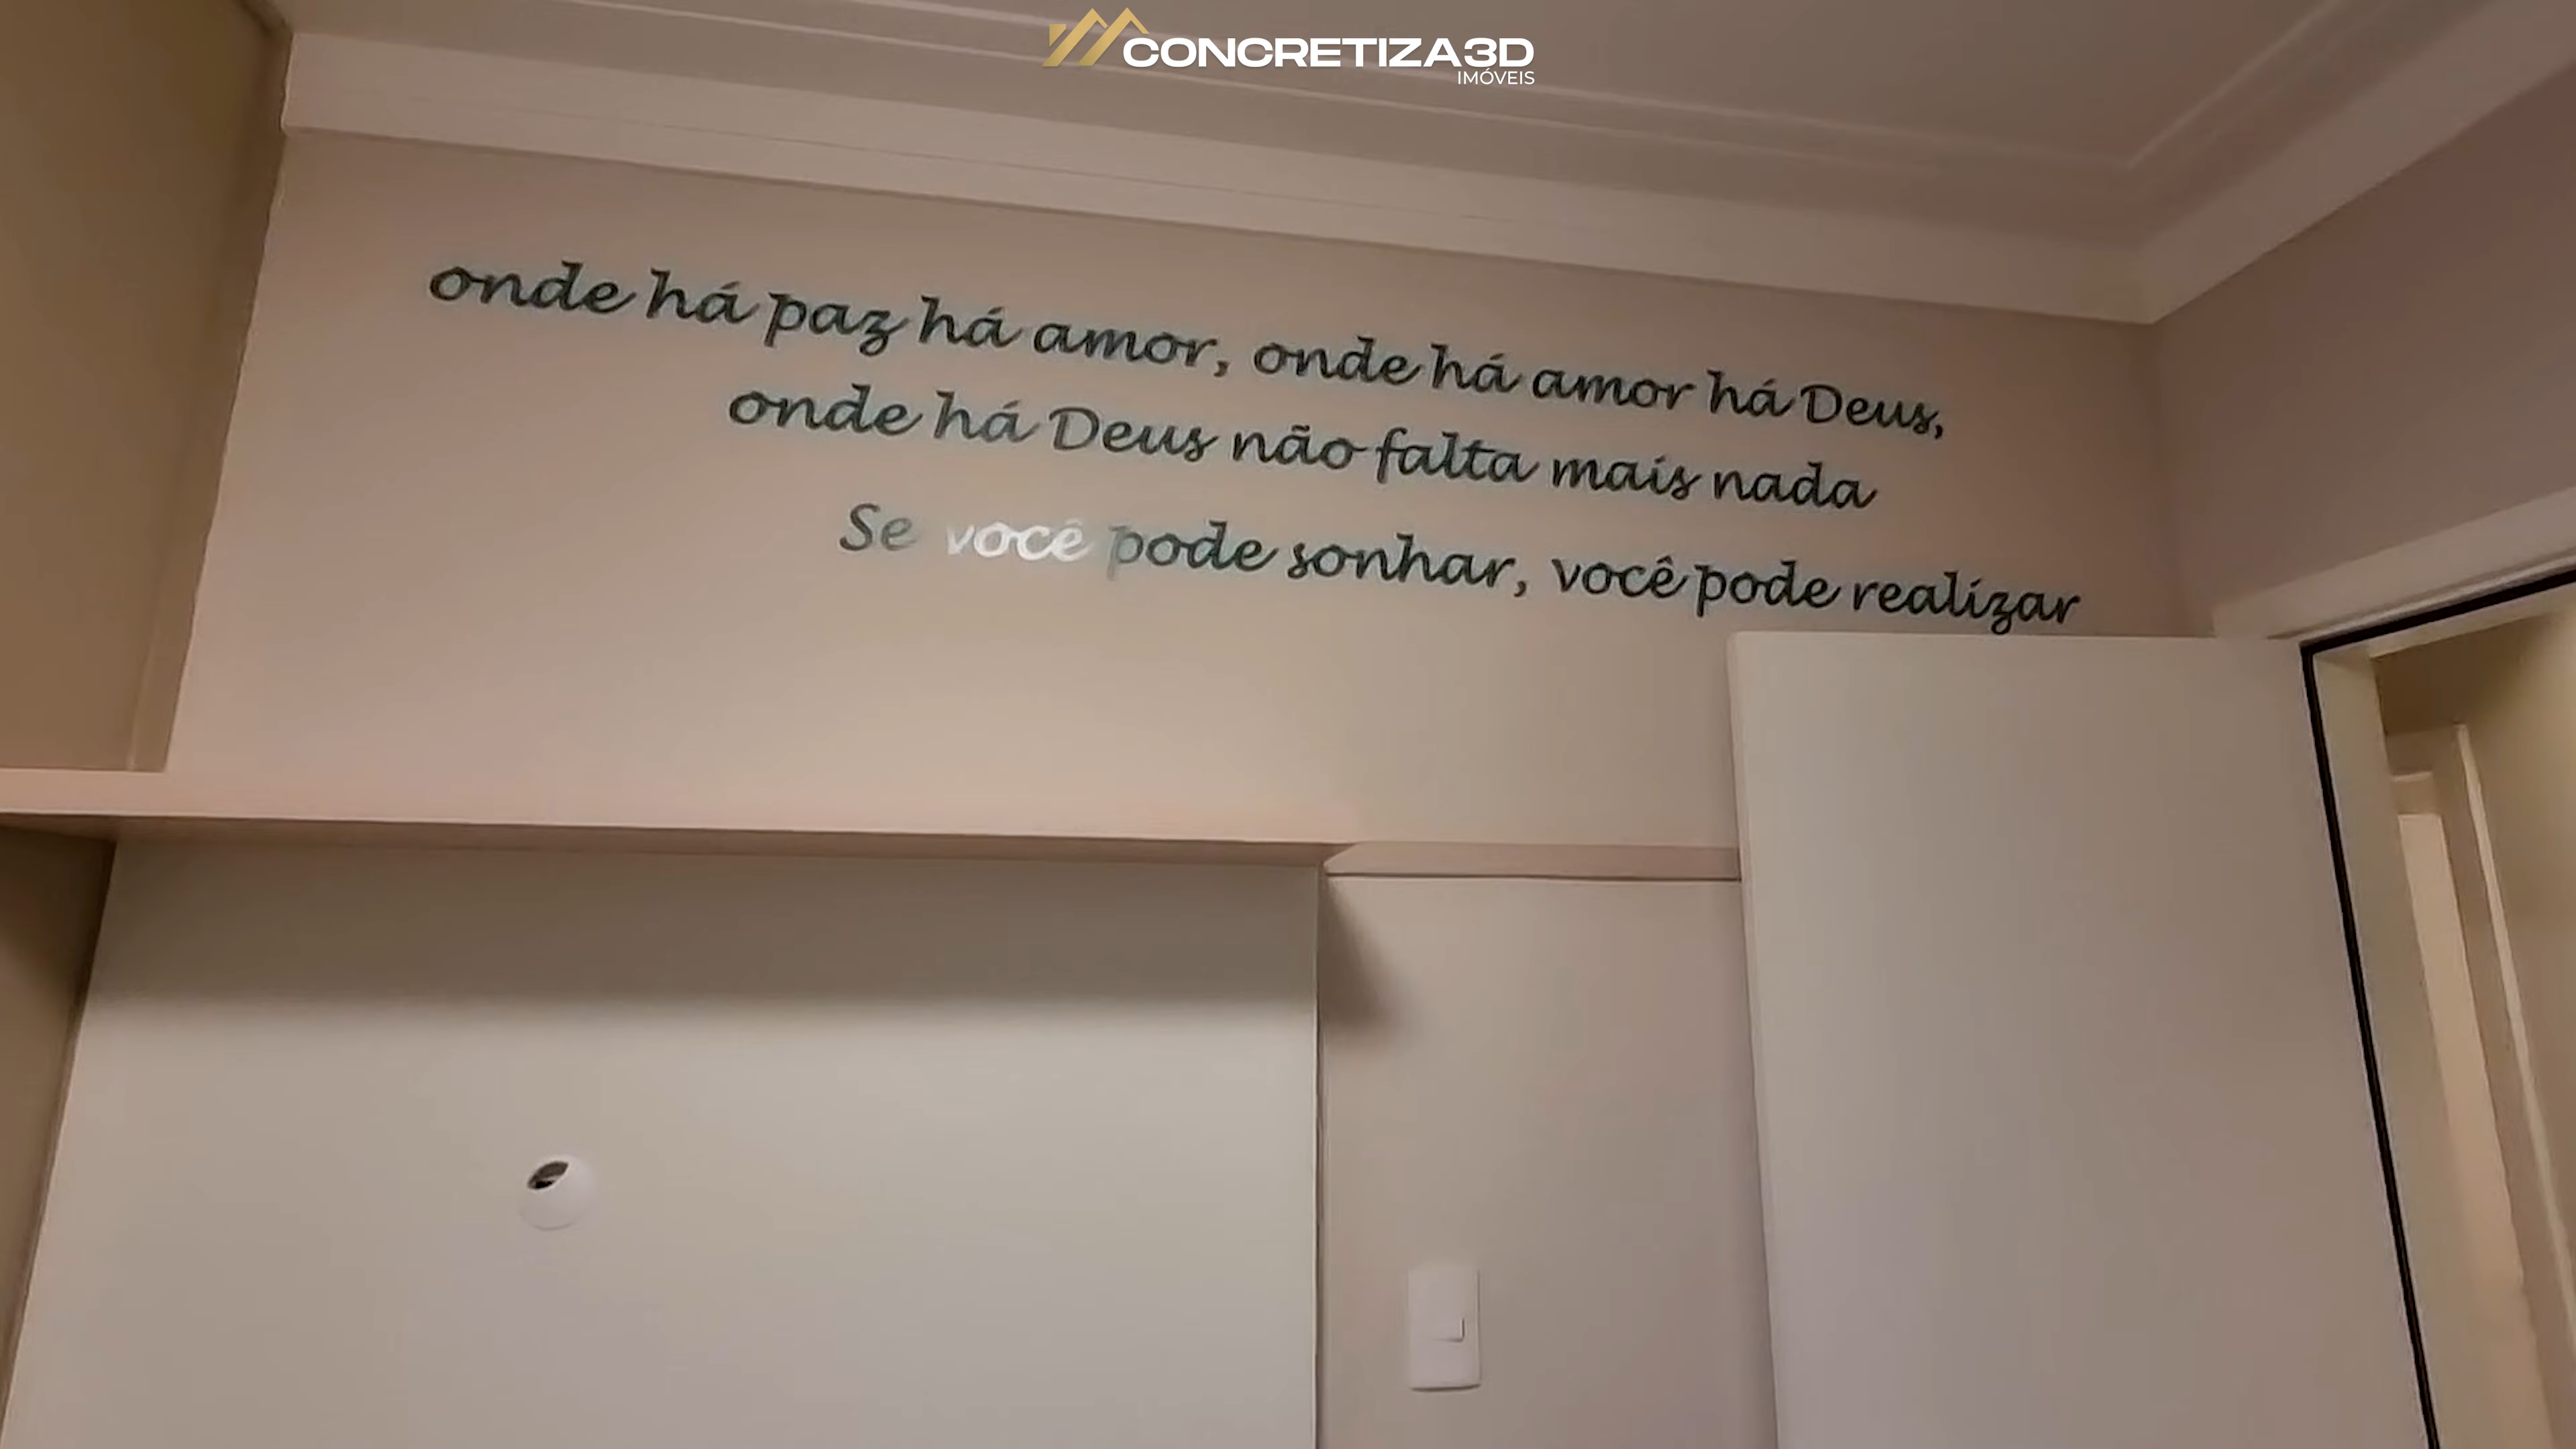 CONCRETIZA3D
IMÓVEIS
onde há paz há amor, onde há amor há Deus,
onde há Deus não falta mais nada
Se você pode sonhar, você pode realizar